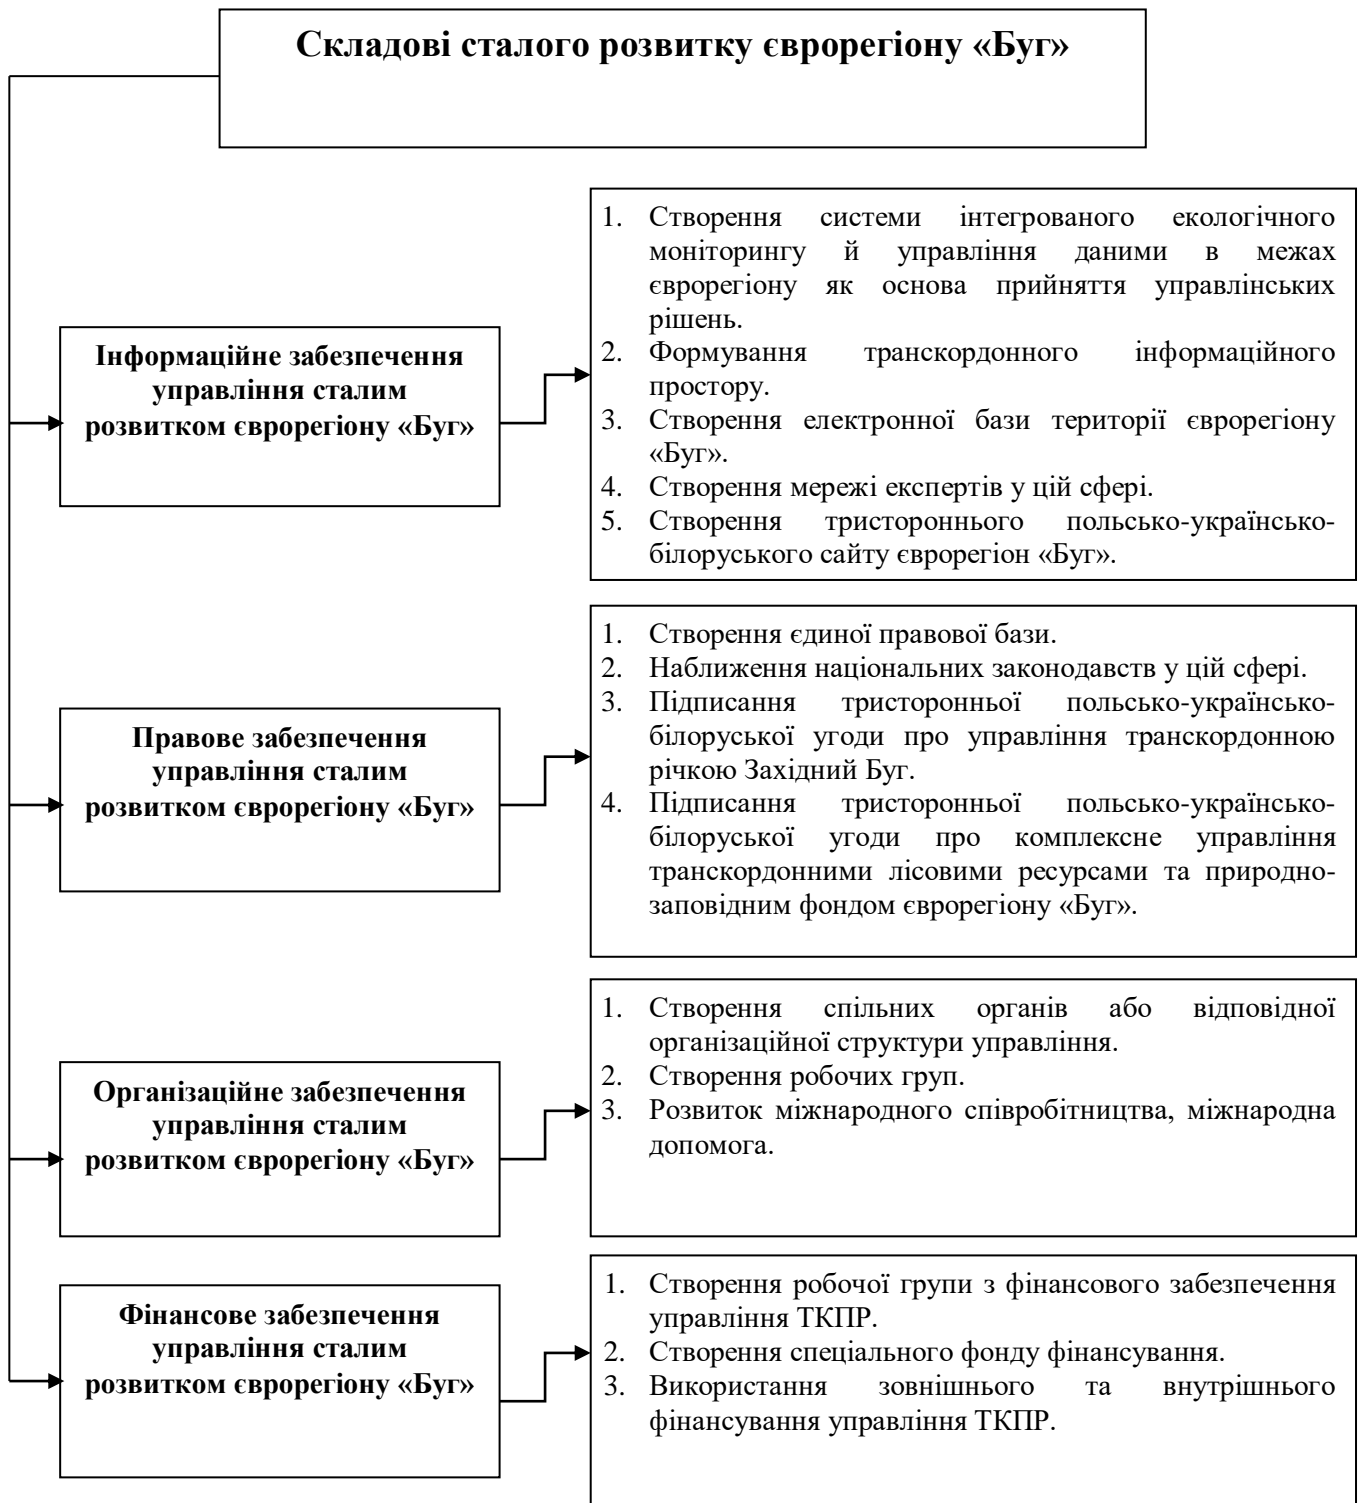 Складові сталого розвитку єврорегіону «Буг»
Інформаційне забезпечення
управління сталим
розвитком єврорегіону «Буг»
1. Створення системи інтегрованого екологічного
моніторингу й управління даними в межах
єврорегіону як основа прийняття управлінських
рішень.
2. Формування транскордонного інформаційного
простору.
3. Створення електронної бази території єврорегіону
«Буг».
4. Створення мережі експертів у цій сфері.
5. Створення тристороннього польсько-українсько-
білоруського сайту єврорегіон «Буг».
Правове забезпечення
управління сталим
розвитком єврорегіону «Буг»
1. Створення єдиної правової бази.
2. Наближення національних законодавств у цій сфері.
3. Підписання тристоронньої польсько-українсько-
білоруської угоди про управління транскордонною
річкою Західний Буг.
4. Підписання тристоронньої польсько-українсько-
білоруської угоди про комплексне управління
транскордонними лісовими ресурсами та природно-
заповідним фондом єврорегіону «Буг».
Організаційне забезпечення
управління сталим
розвитком єврорегіону «Буг»
1. Створення спільних органів або відповідної
організаційної структури управління.
2. Створення робочих груп.
3. Розвиток міжнародного співробітництва, міжнародна
допомога.
Фінансове забезпечення
управління сталим
розвитком єврорегіону «Буг»
1. Створення робочої групи з фінансового забезпечення
управління ТКПР.
2. Створення спеціального фонду фінансування.
3. Використання зовнішнього та внутрішнього
фінансування управління ТКПР.